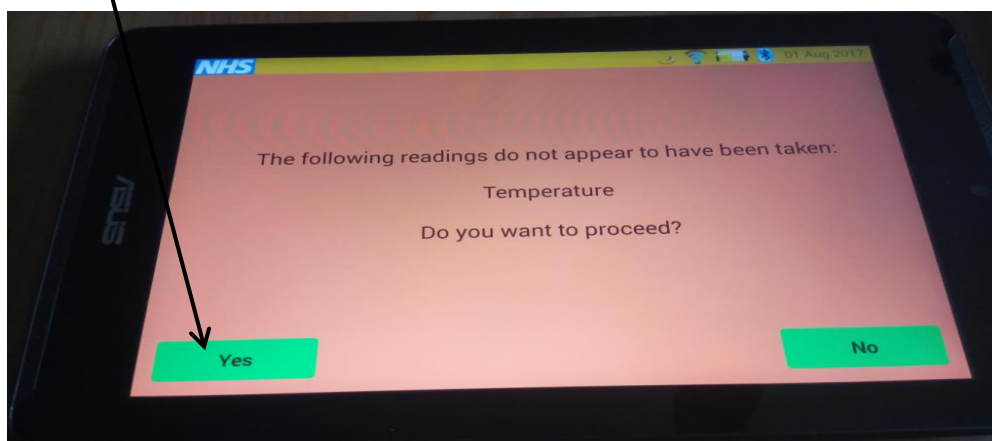 NHS
01 Aug 2017
The following readings do not appear to have been taken:
Temperature
Do you want to proceed?
Yes
No
ASUS